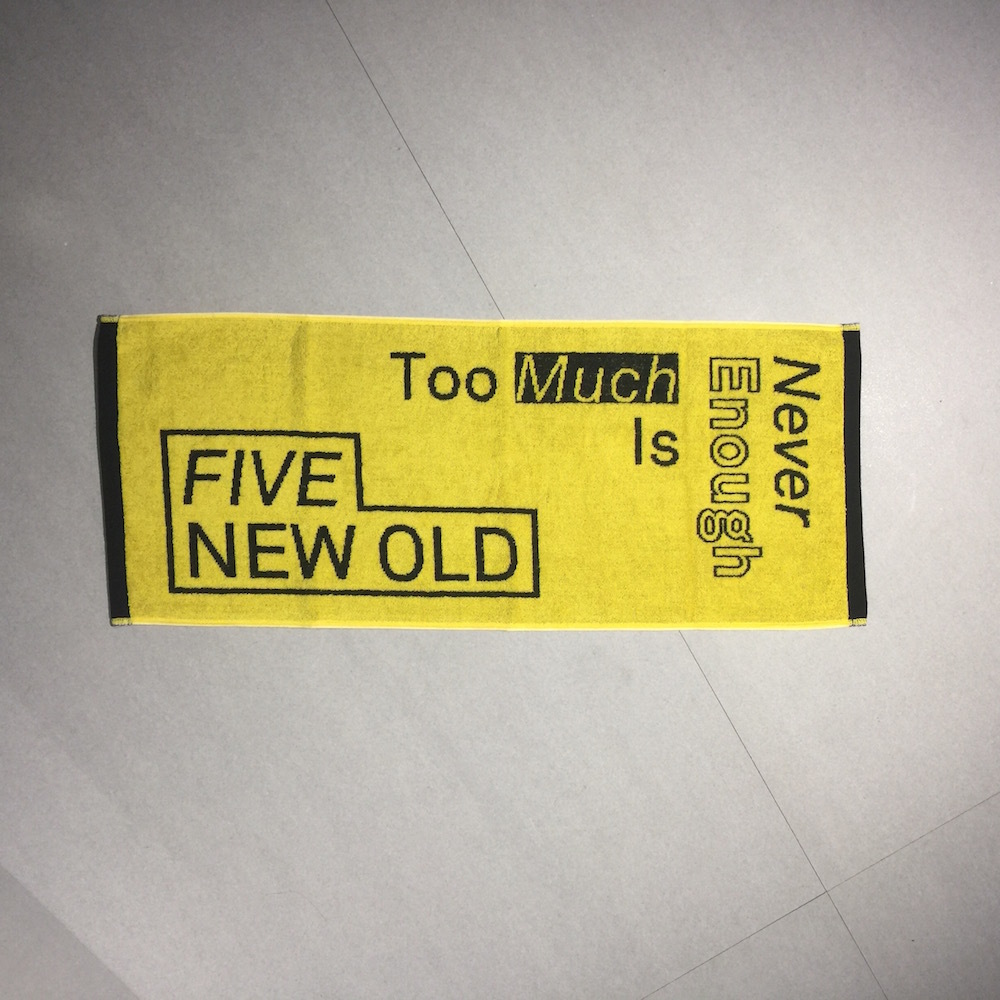 Too Much
Is
Never
Enough
FIVE
NEW OLD